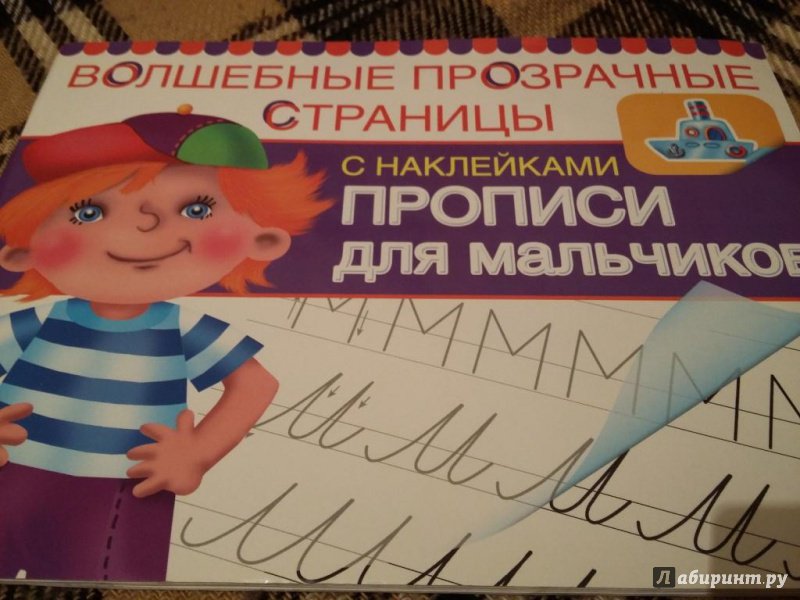 ВОЛШЕБНЫЕ ПРОЗРАЧНЫЕ
СТРАНИЦЫ
С НАКЛЕЙКАМИ
ПРОПИСИ
для мальчиков
М М М М М М М
М М М М М
М М М М
Лабиринт.ру